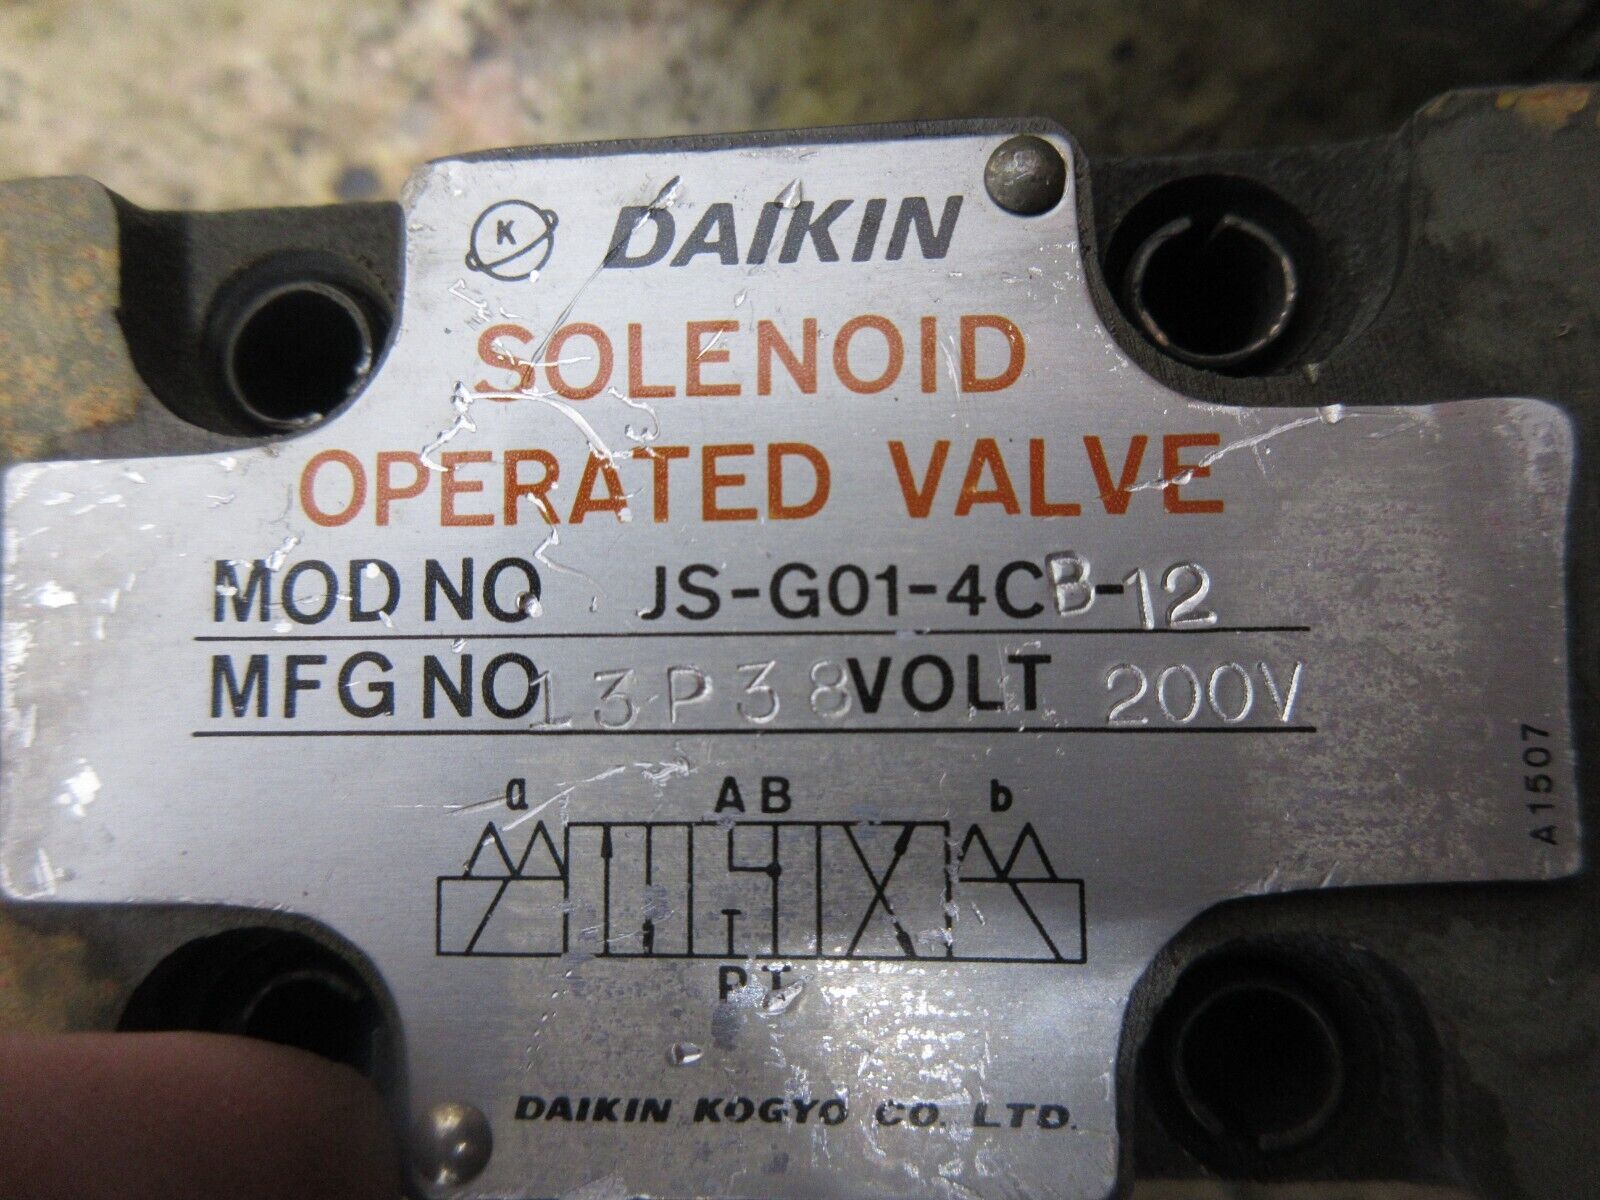 K DAIKIN
SOLENOID
OPERATED VALVE
MOD NO JS-G01-4CB-12
MFG NO 13P38 VOLT 200V
a AB b
PT
A1507
DAIKIN KOGYO CO. LTD.